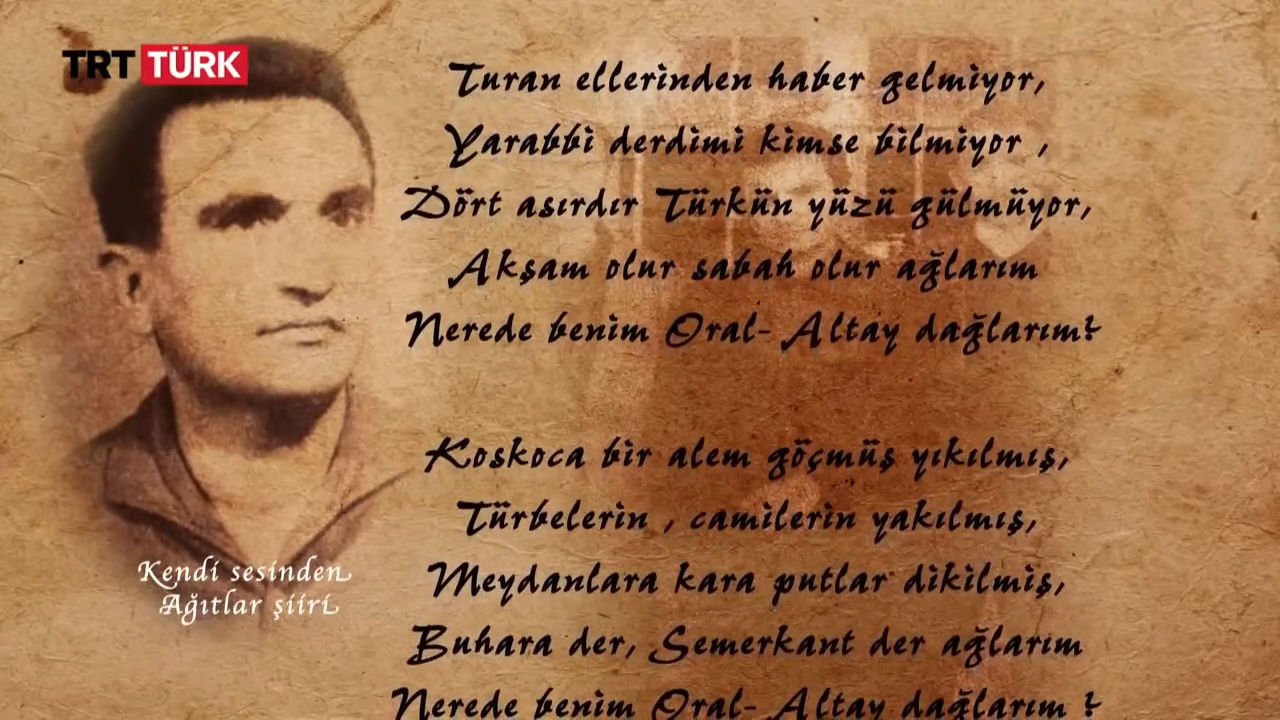 TRT TÜRK
Turan ellerinden haber gelmiyor,
Yarabbi derdimi kimse bilmiyor ,
Dört asırdır Türkün yüzü gülmüyor,
Akşam olur sabah olur ağlarım
Nerede benim Oral- Altay dağlarım?
Koskoca bir alem göçmüş yıkılmış,
Türbelerin , camilerin yakılmış,
Meydanlara kara putlar dikilmiş,
Buhara der, Semerkant der ağlarım
Nerede benim Oral- Altay dağlarım ?
Kendi sesinden
Ağıtlar şiiri